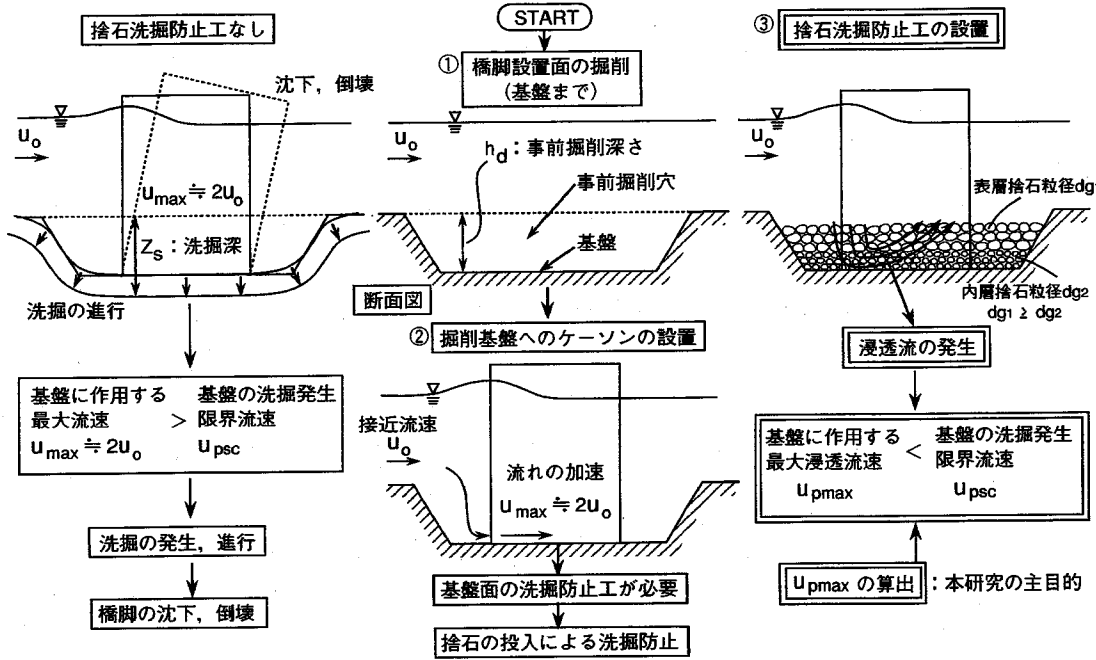 捨石洗掘防止工なし
沈下，倒壊
u₀
u_max ≒ 2u₀
Z_s：洗掘深
洗掘の進行
基盤に作用する
最大流速
u_max ≒ 2u₀
>
基盤の洗掘発生
限界流速
u_psc
洗掘の発生，進行
橋脚の沈下，倒壊
START
① 橋脚設置面の掘削
(基盤まで)
u₀
h_d：事前掘削深さ
事前掘削穴
基盤
断面図
② 掘削基盤へのケーソンの設置
接近流速
u₀
流れの加速
u_max ≒ 2u₀
基盤面の洗掘防止工が必要
捨石の投入による洗掘防止
③ 捨石洗掘防止工の設置
u₀
表層捨石粒径dg₁
内層捨石粒径dg₂
dg₁ ≧ dg₂
浸透流の発生
基盤に作用する
最大浸透流速
u_pmax
<
基盤の洗掘発生
限界流速
u_psc
u_pmax の算出：本研究の主目的